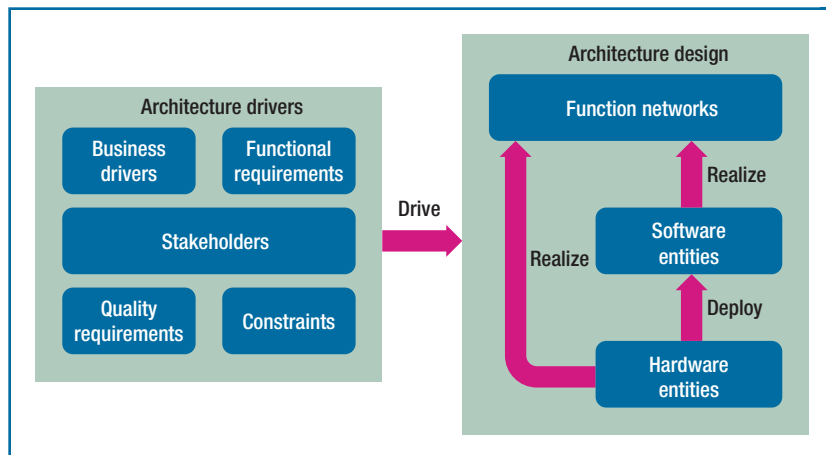 Architecture drivers
Business
drivers
Functional
requirements
Stakeholders
Quality
requirements
Constraints
Drive
Architecture design
Function networks
Realize
Software
entities
Realize
Deploy
Hardware
entities